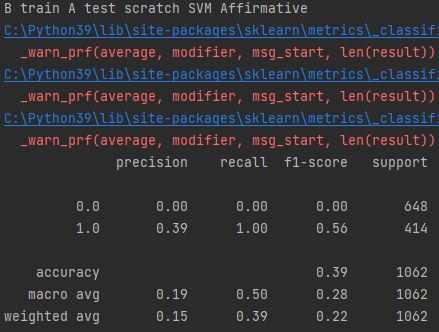 B train A test scratch SVM Affirmative
C:\Python39\lib\site-packages\sklearn\metrics\_classifi
_warn_prf(average, modifier, msg_start, len(result))
C:\Python39\lib\site-packages\sklearn\metrics\_classifi
_warn_prf(average, modifier, msg_start, len(result))
C:\Python39\lib\site-packages\sklearn\metrics\_classifi
_warn_prf(average, modifier, msg_start, len(result))
precision recall f1-score support
0.0 0.00 0.00 0.00 648
1.0 0.39 1.00 0.56 414
accuracy 0.39 1062
macro avg 0.19 0.50 0.28 1062
weighted avg 0.15 0.39 0.22 1062